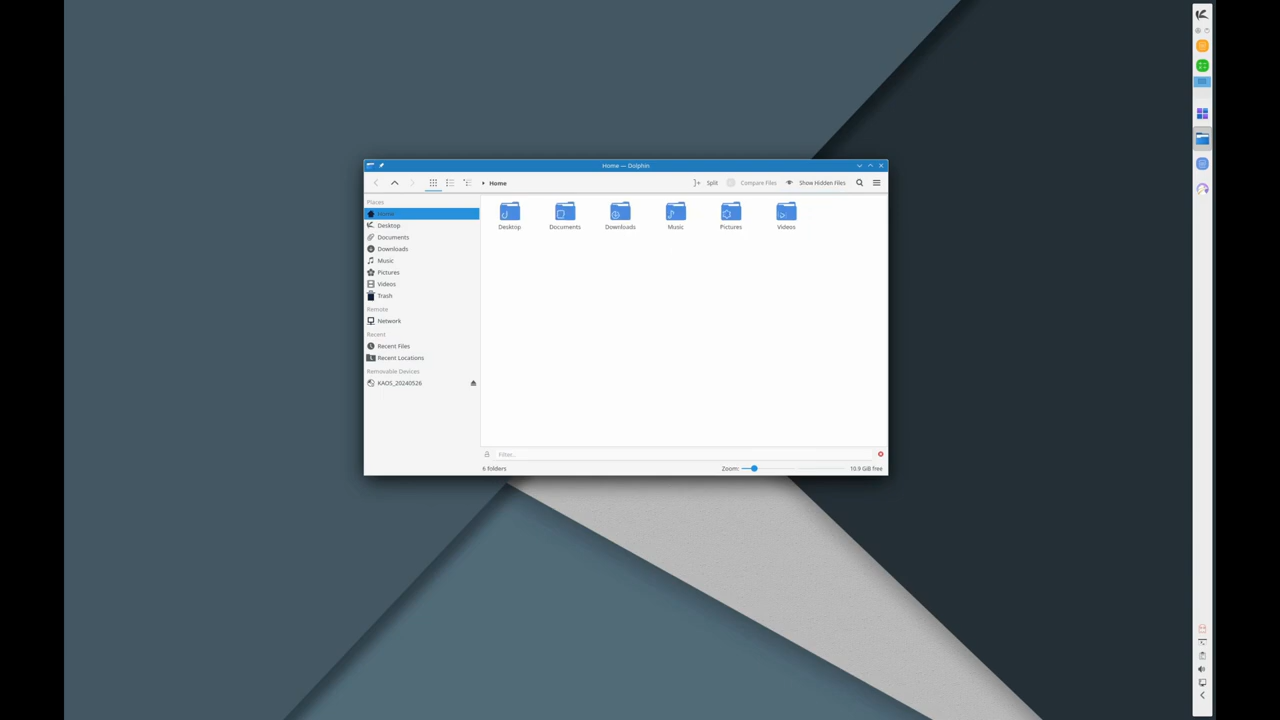 Home — Dolphin
Home
Split
Compare Files
Show Hidden Files
Places
Home
Desktop
Documents
Downloads
Music
Pictures
Videos
Trash
Remote
Network
Recent
Recent Files
Recent Locations
Removable Devices
KAOS_20240526
Desktop
Documents
Downloads
Music
Pictures
Videos
Filter...
6 folders
Zoom:
10.9 GiB free